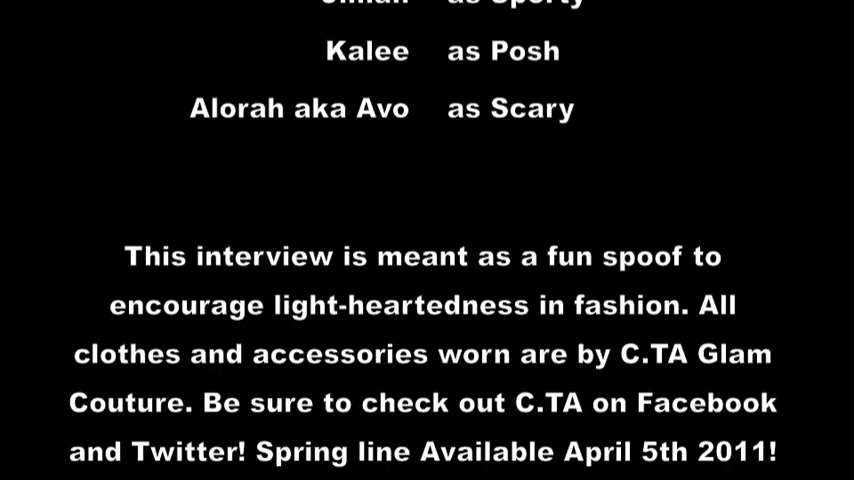 as Sporty
Kalee as Posh
Alorah aka Avo as Scary
This interview is meant as a fun spoof to
encourage light-heartedness in fashion. All
clothes and accessories worn are by C.TA Glam
Couture. Be sure to check out C.TA on Facebook
and Twitter! Spring line Available April 5th 2011!